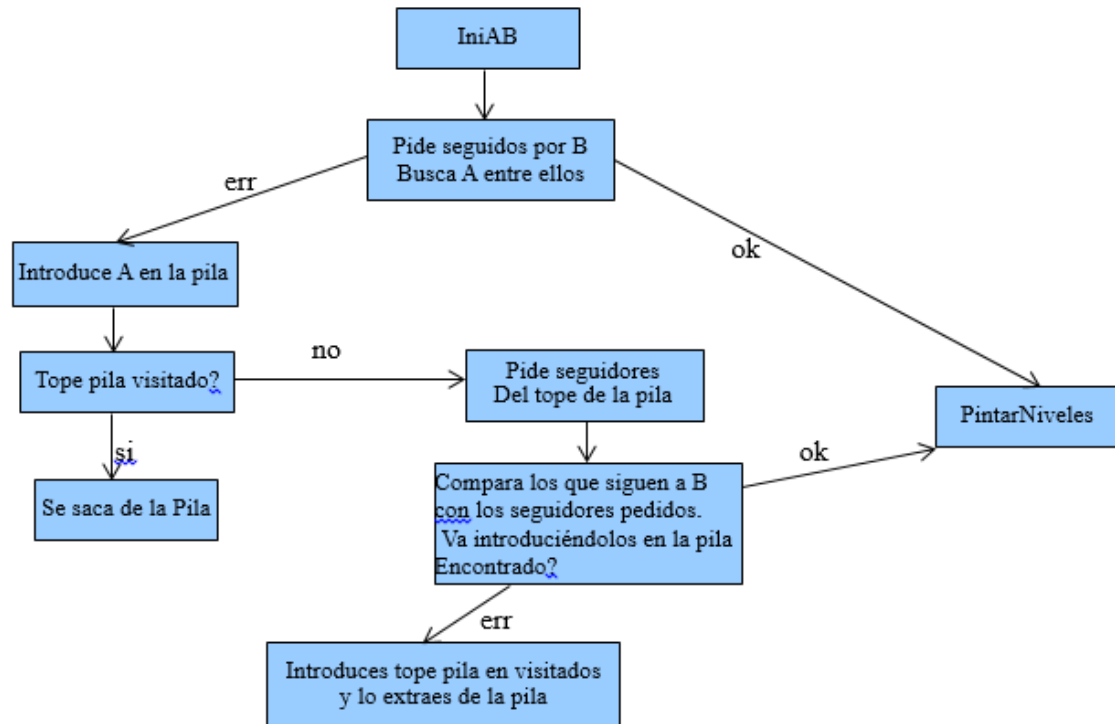 IniAB
Pide seguidos por B
Busca A entre ellos
err
ok
Introduce A en la pila
Tope pila visitado?
no
Pide seguidores
Del tope de la pila
PintarNiveles
si
ok
Se saca de la Pila
Compara los que siguen a B
con los seguidores pedidos.
Va introduciéndolos en la pila
Encontrado?
err
Introduces tope pila en visitados
y lo extraes de la pila